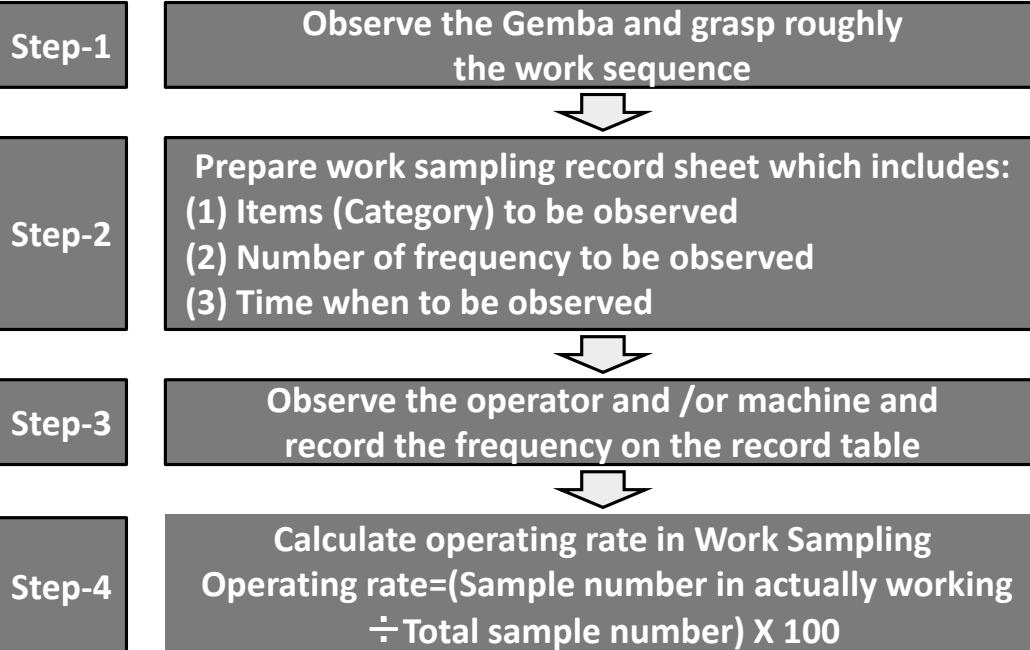 Step-1
Observe the Gemba and grasp roughly
the work sequence
Step-2
Prepare work sampling record sheet which includes:
(1) Items (Category) to be observed
(2) Number of frequency to be observed
(3) Time when to be observed
Step-3
Observe the operator and /or machine and
record the frequency on the record table
Step-4
Calculate operating rate in Work Sampling
Operating rate=(Sample number in actually working
÷Total sample number) X 100